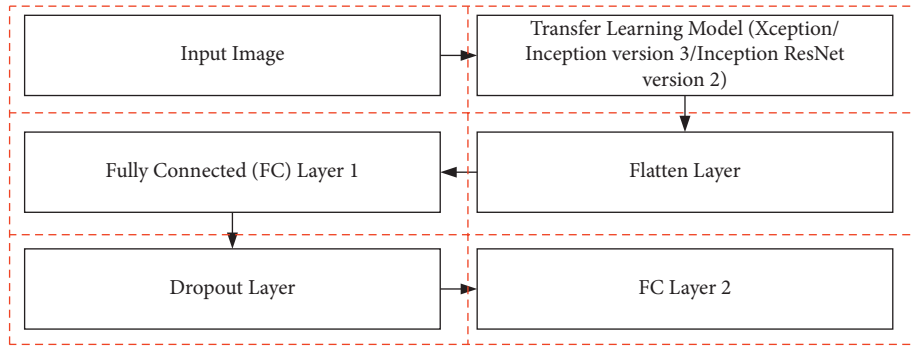 Input Image
Transfer Learning Model (Xception/
Inception version 3/Inception ResNet
version 2)
Fully Connected (FC) Layer 1
Flatten Layer
Dropout Layer
FC Layer 2